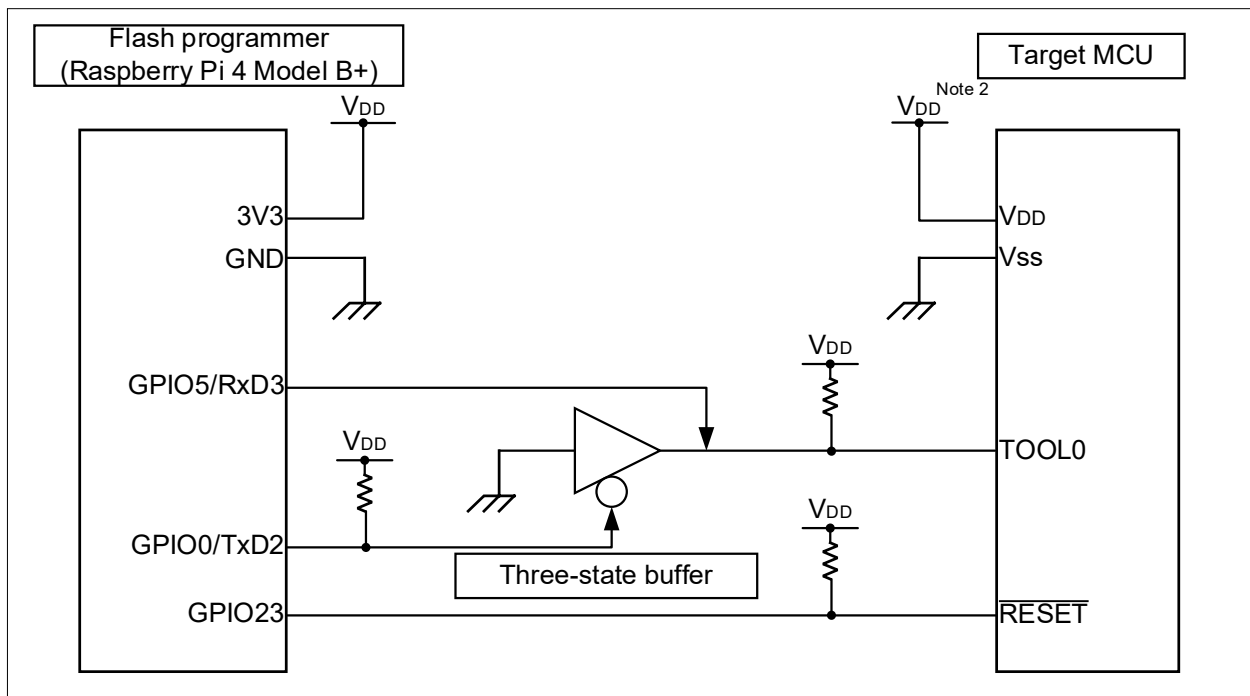 Flash programmer
(Raspberry Pi 4 Model B+)
Target MCU
VDD
VDD Note 2
3V3
VDD
GND
Vss
VDD
GPIO5/RxD3
VDD
TOOL0
VDD
GPIO0/TxD2
Three-state buffer
GPIO23
RESET